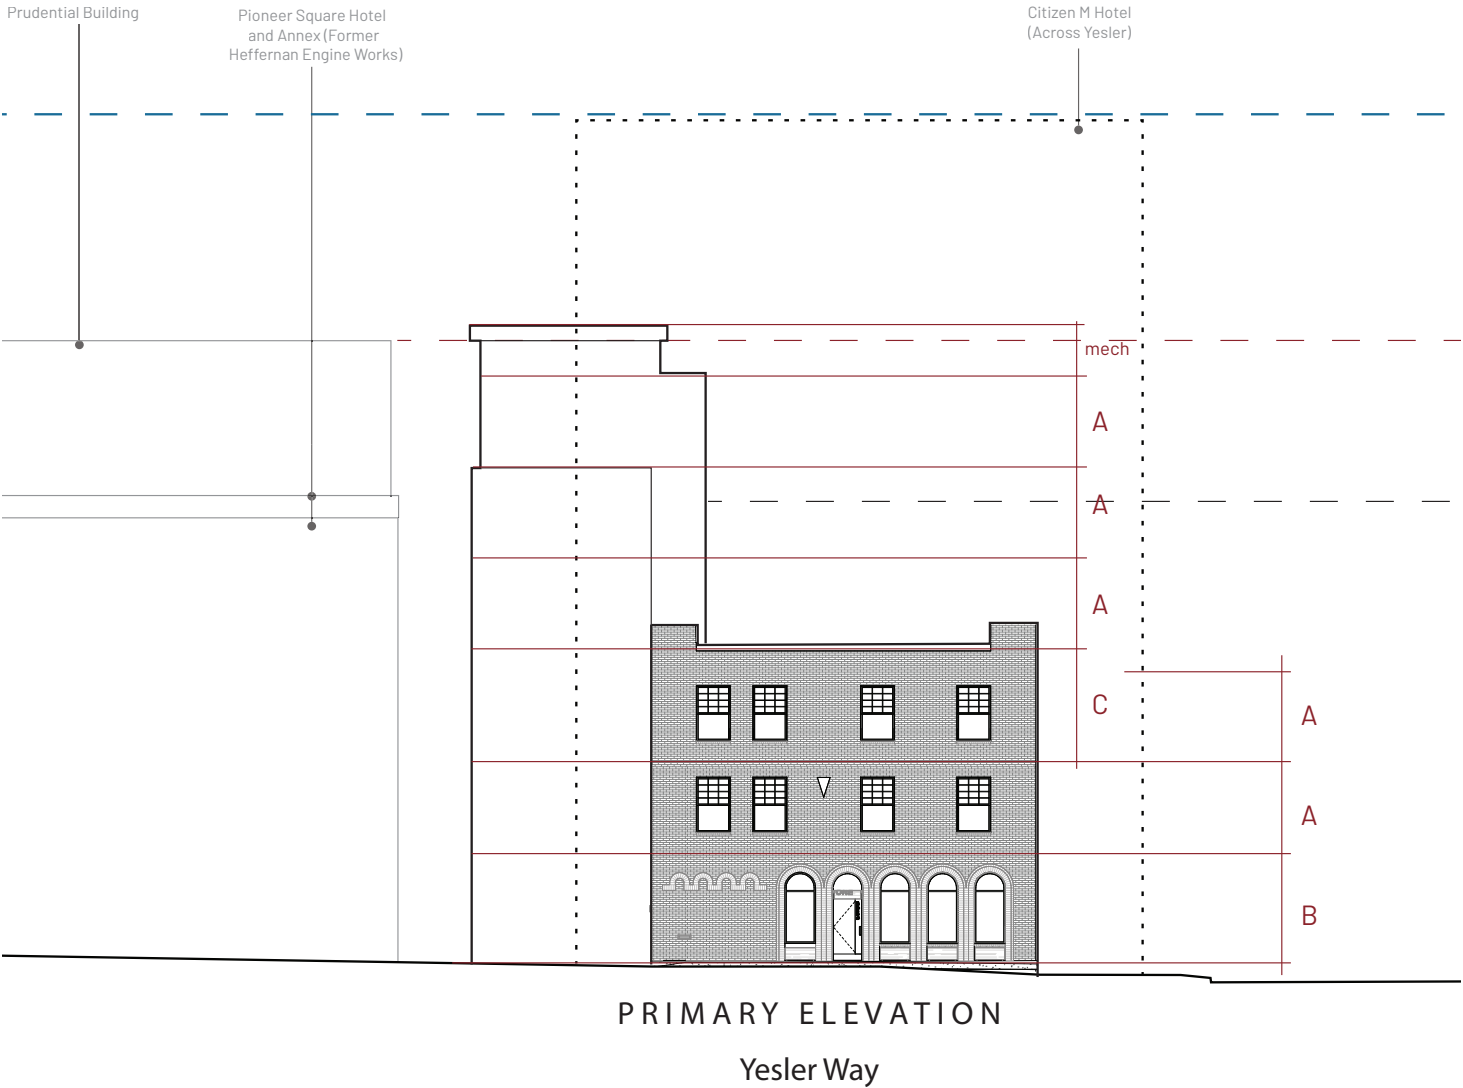 Prudential Building
Pioneer Square Hotel
and Annex (Former
Heffernan Engine Works)
Citizen M Hotel
(Across Yesler)
mech
A
A
A
C
A
A
B
PRIMARY ELEVATION
Yesler Way